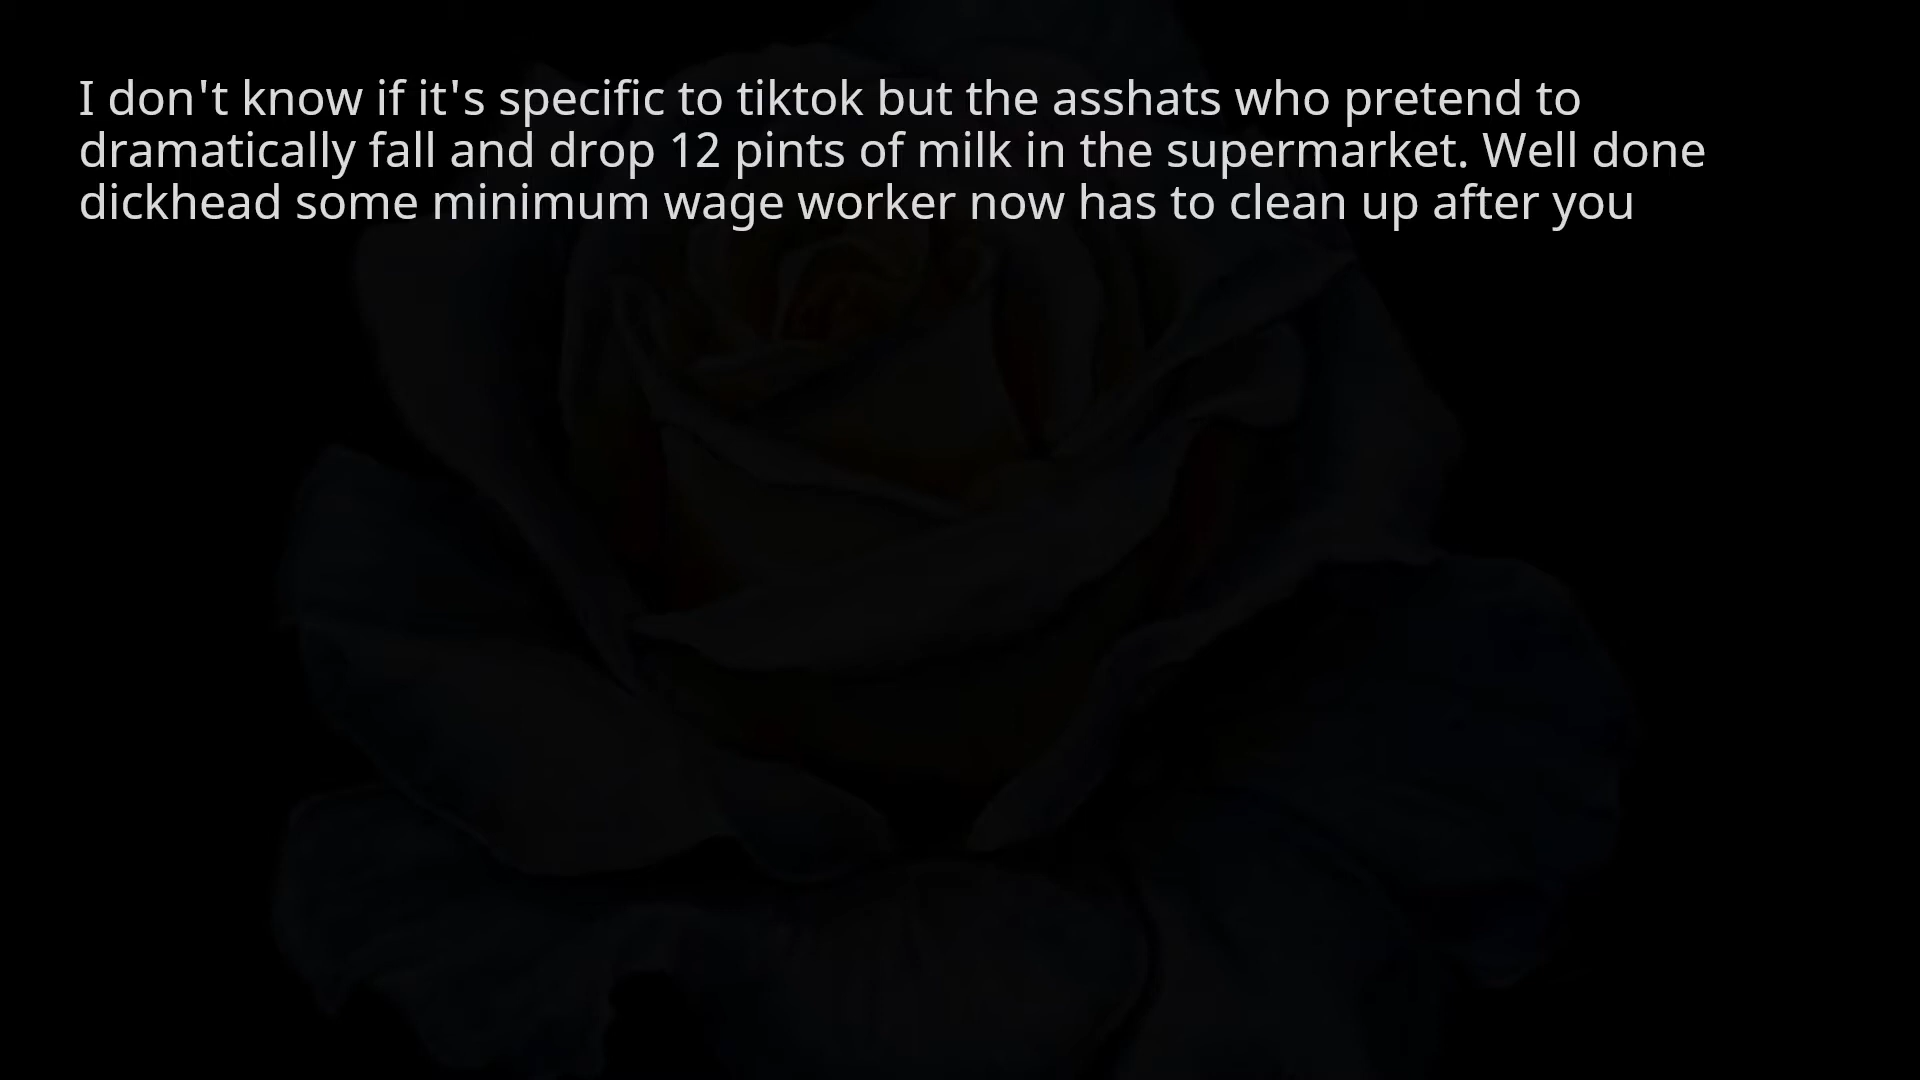 I don't know if it's specific to tiktok but the asshats who pretend to
dramatically fall and drop 12 pints of milk in the supermarket. Well done
dickhead some minimum wage worker now has to clean up after you